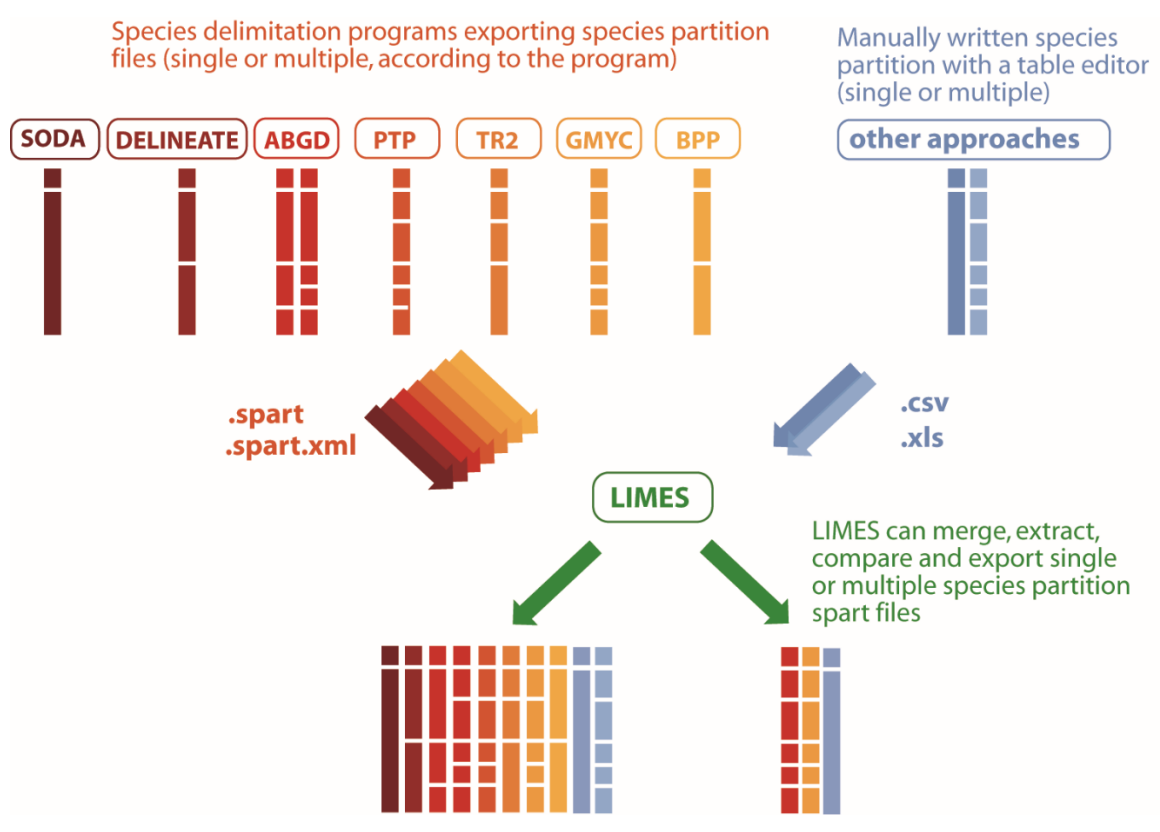 Species delimitation programs exporting species partition
files (single or multiple, according to the program)
Manually written species
partition with a table editor
(single or multiple)
SODA
DELINEATE
ABGD
PTP
TR2
GMYC
BPP
other approaches
.spart
.spart.xml
.csv
.xls
LIMES
LIMES can merge, extract,
compare and export single
or multiple species partition
spart files